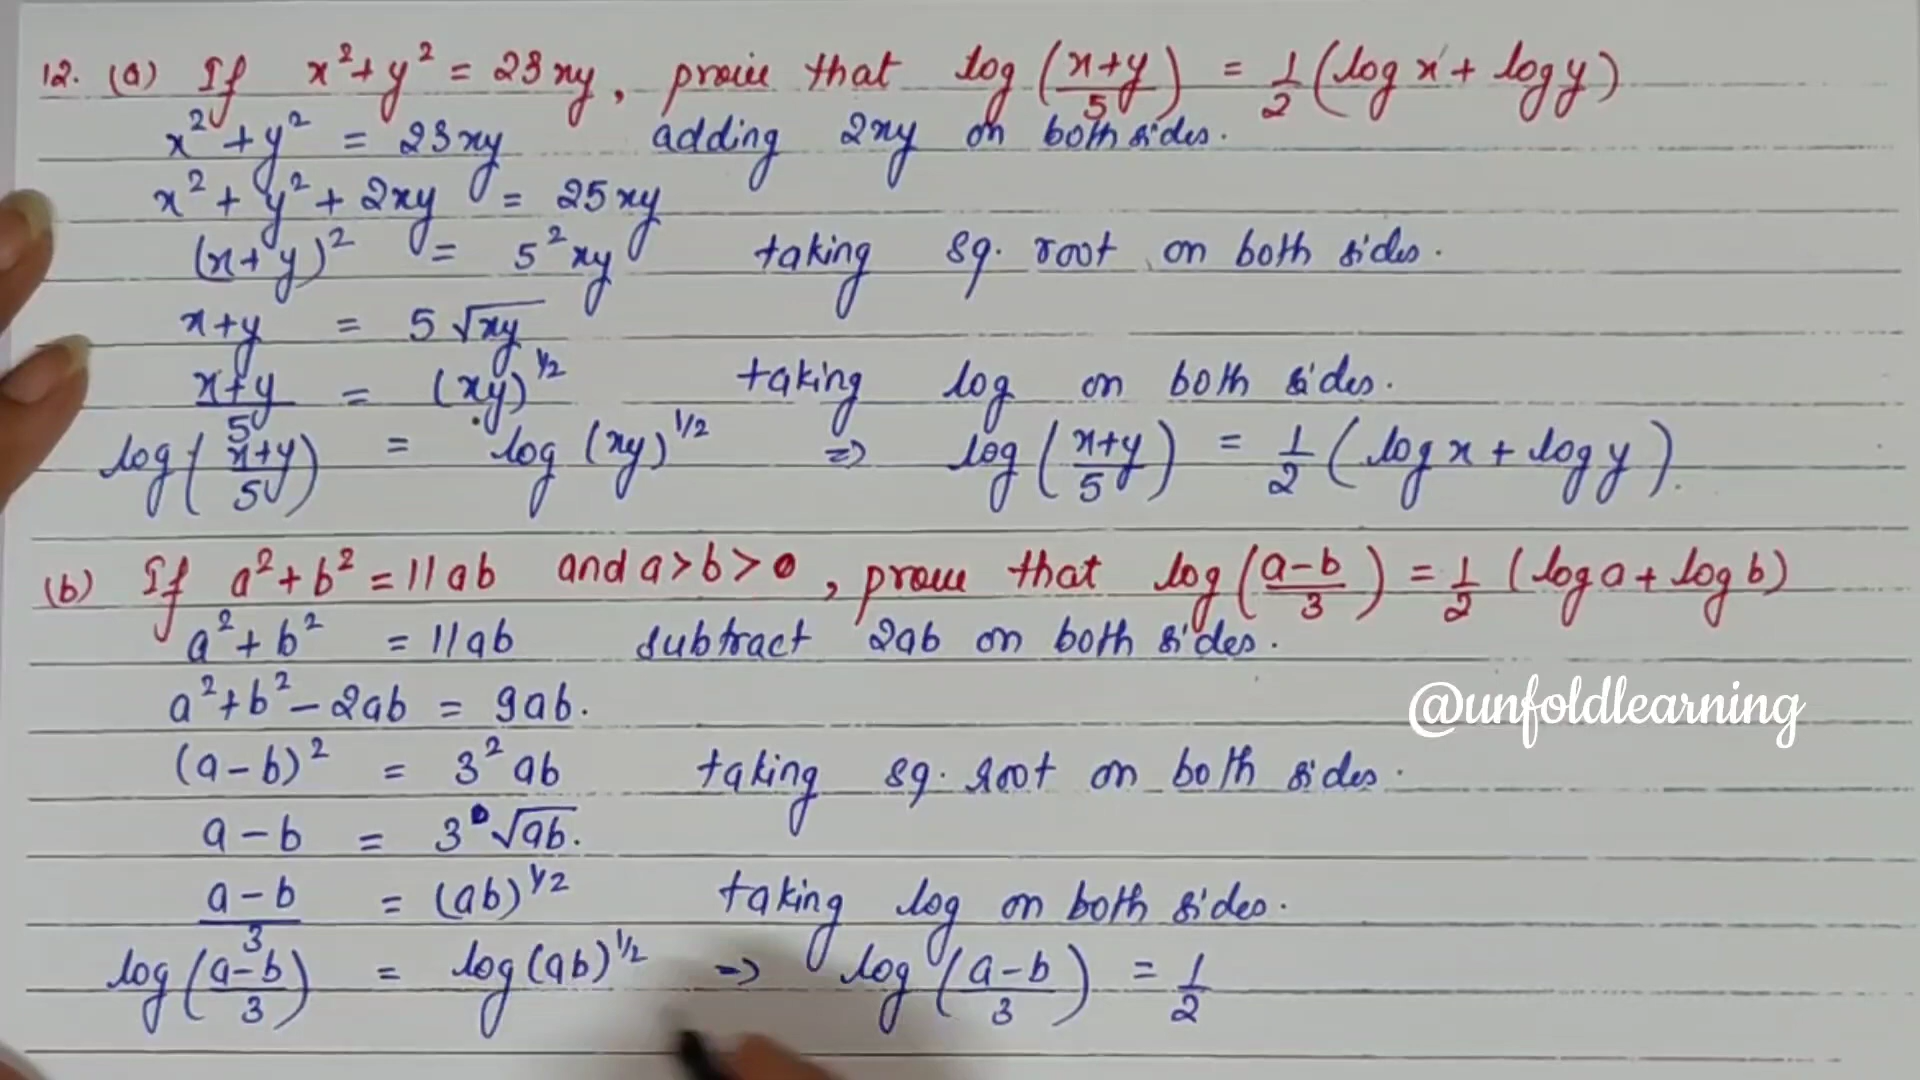 12. (a) If x² + y² = 23xy, prove that log (x+y/5) = 1/2 (log x + log y)
x² + y² = 23xy adding 2xy on both sides.
x² + y² + 2xy = 25xy
(x+y)² = 5²xy taking sq. root on both sides.
x+y = 5√xy
x+y/5 = (xy)^1/2 taking log on both sides.
log(x+y/5) = log (xy)^1/2 => log (x+y/5) = 1/2 (log x + log y).
(b) If a² + b² = 11ab and a > b > 0, prove that log (a-b/3) = 1/2 (log a + log b)
a² + b² = 11ab subtract 2ab on both sides.
a² + b² - 2ab = 9ab.
@unfoldlearning
(a-b)² = 3² ab taking sq. root on both sides.
a - b = 3 √ab.
a-b/3 = (ab)^1/2 taking log on both sides.
log (a-b/3) = log (ab)^1/2 => log (a-b/3) = 1/2